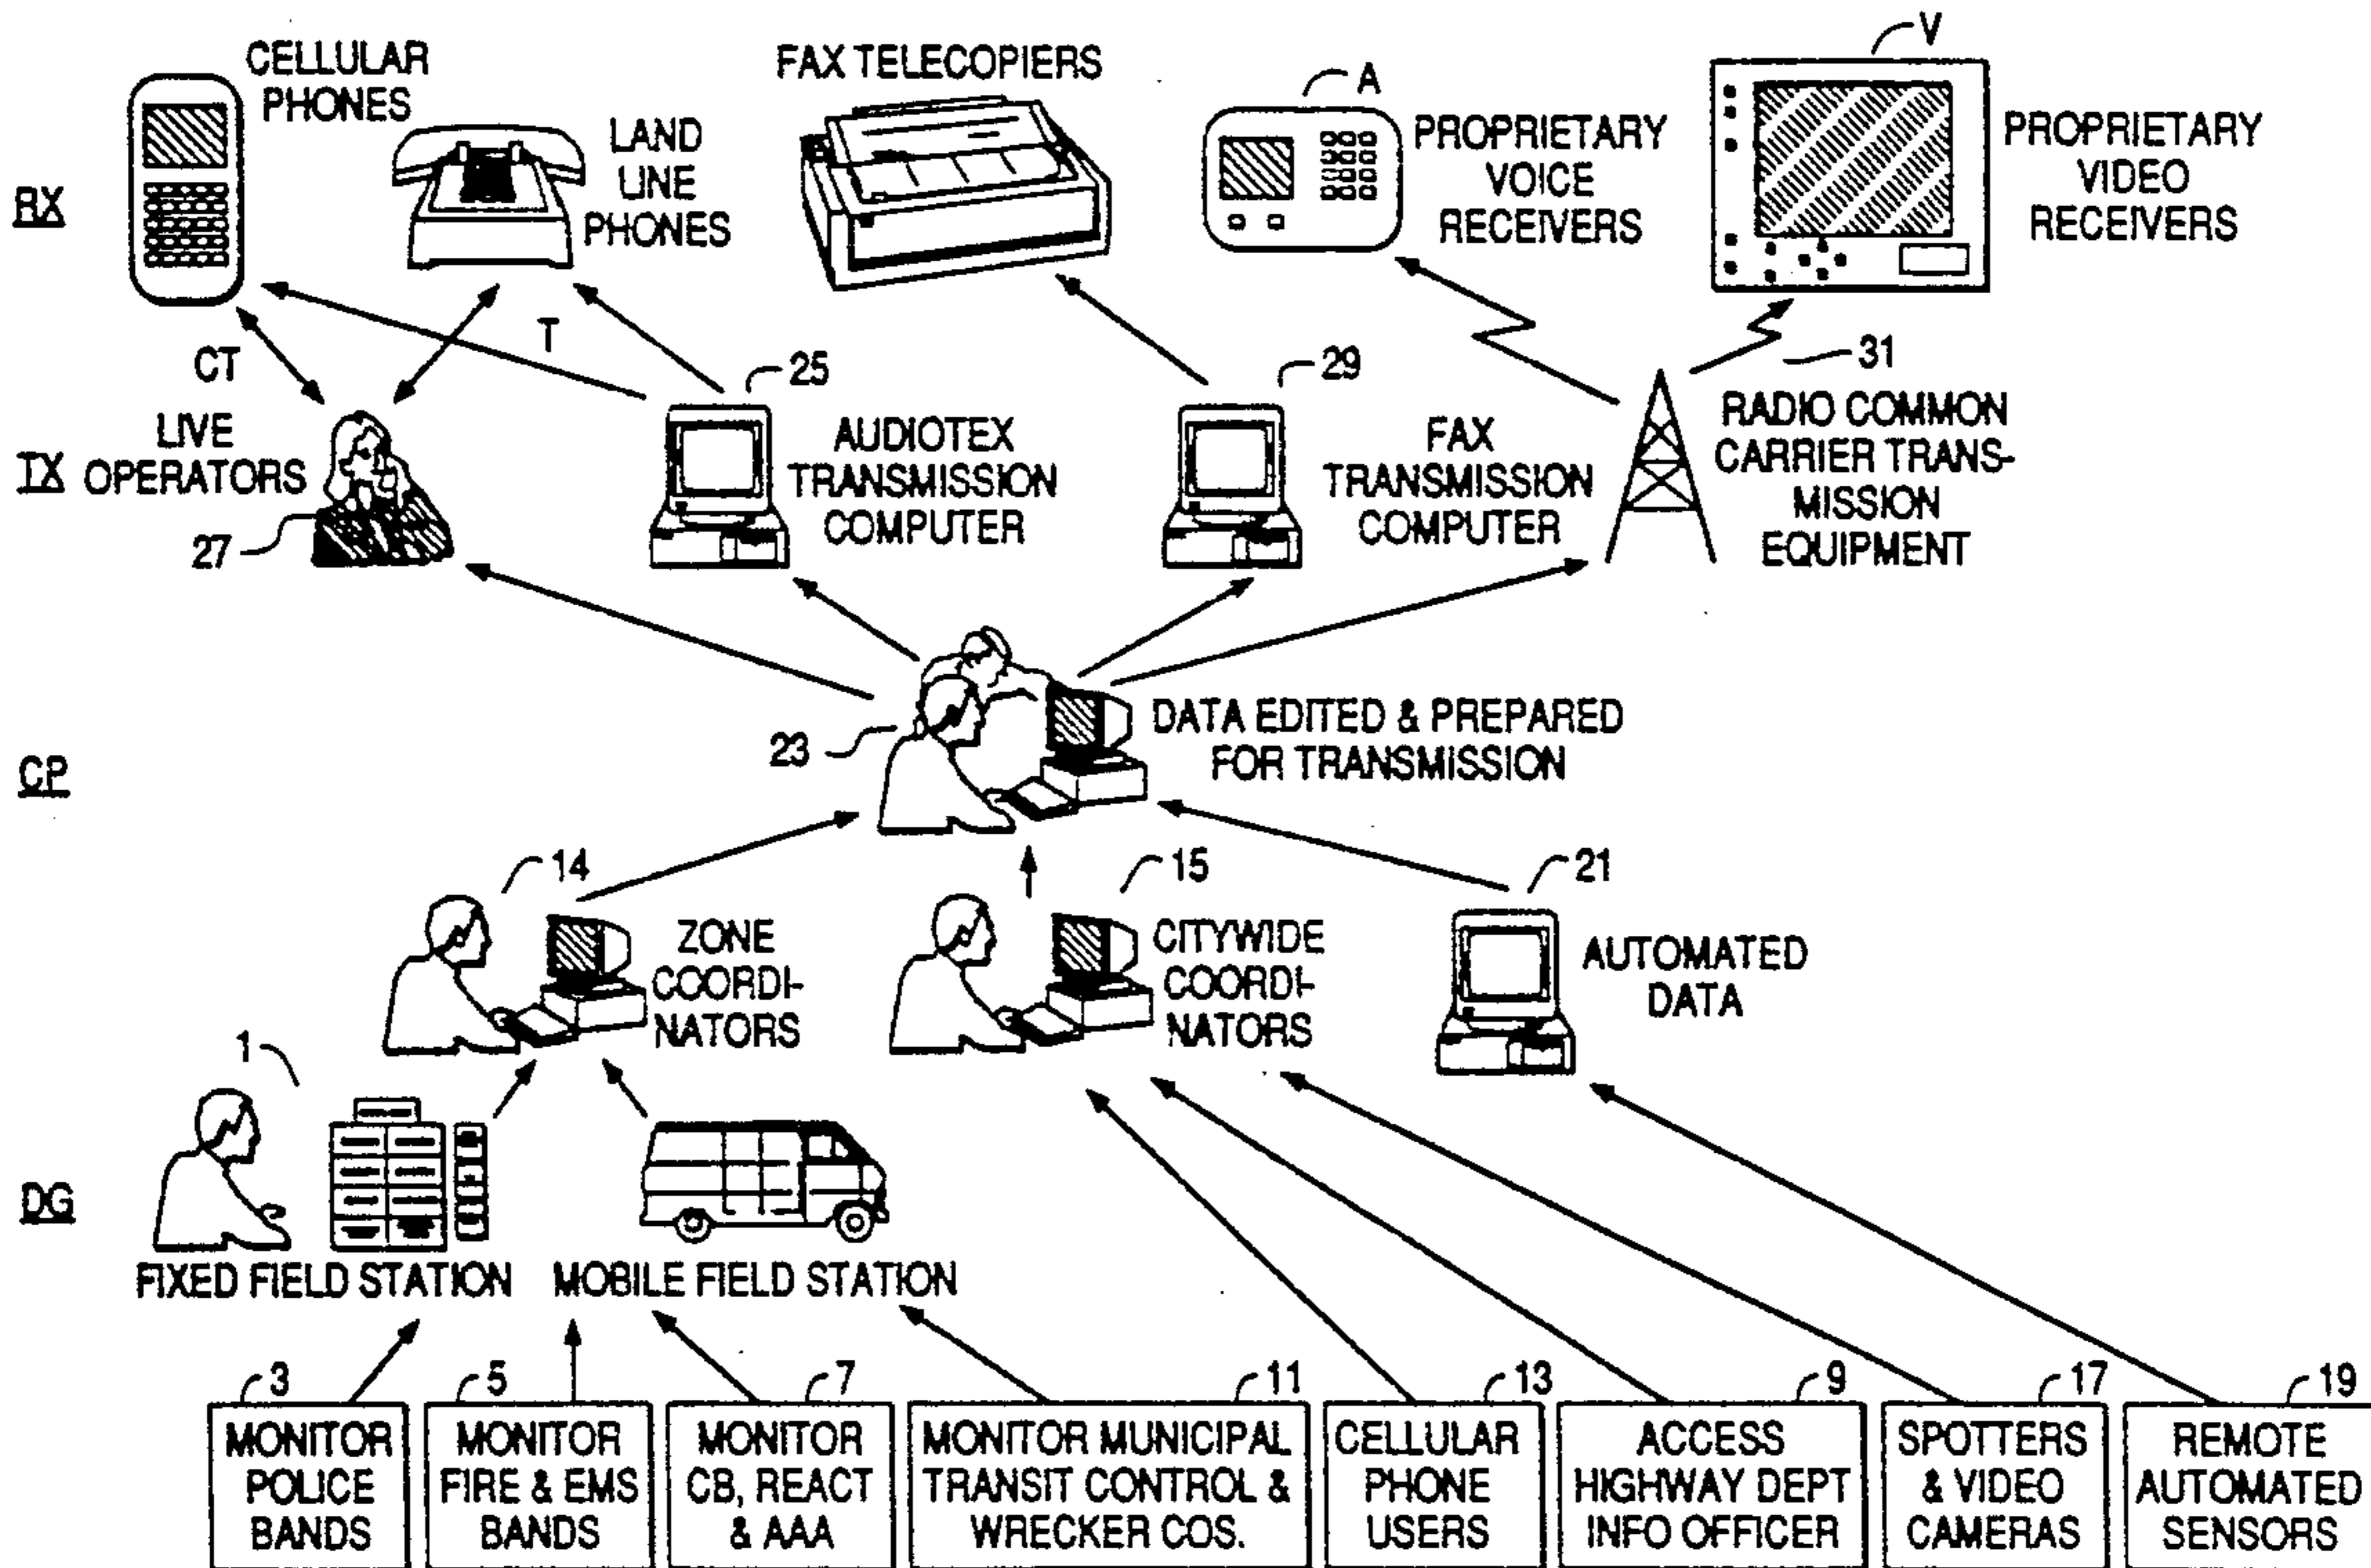 V
CELLULAR
PHONES
FAX TELECOPIERS
A
LAND
LINE
PHONES
PROPRIETARY
VOICE
RECEIVERS
PROPRIETARY
VIDEO
RECEIVERS
RX
CT
T
25
29
31
LIVE
OPERATORS
TX
27
AUDIOTEX
TRANSMISSION
COMPUTER
FAX
TRANSMISSION
COMPUTER
RADIO COMMON
CARRIER TRANS-
MISSION
EQUIPMENT
23
DATA EDITED & PREPARED
FOR TRANSMISSION
CP
14
15
21
ZONE
COORDI-
NATORS
CITYWIDE
COORDI-
NATORS
AUTOMATED
DATA
1
DG
FIXED FIELD STATION
MOBILE FIELD STATION
3
5
7
11
13
9
17
19
MONITOR
POLICE
BANDS
MONITOR
FIRE & EMS
BANDS
MONITOR
CB, REACT
& AAA
MONITOR MUNICIPAL
TRANSIT CONTROL &
WRECKER COS.
CELLULAR
PHONE
USERS
ACCESS
HIGHWAY DEPT
INFO OFFICER
SPOTTERS
& VIDEO
CAMERAS
REMOTE
AUTOMATED
SENSORS